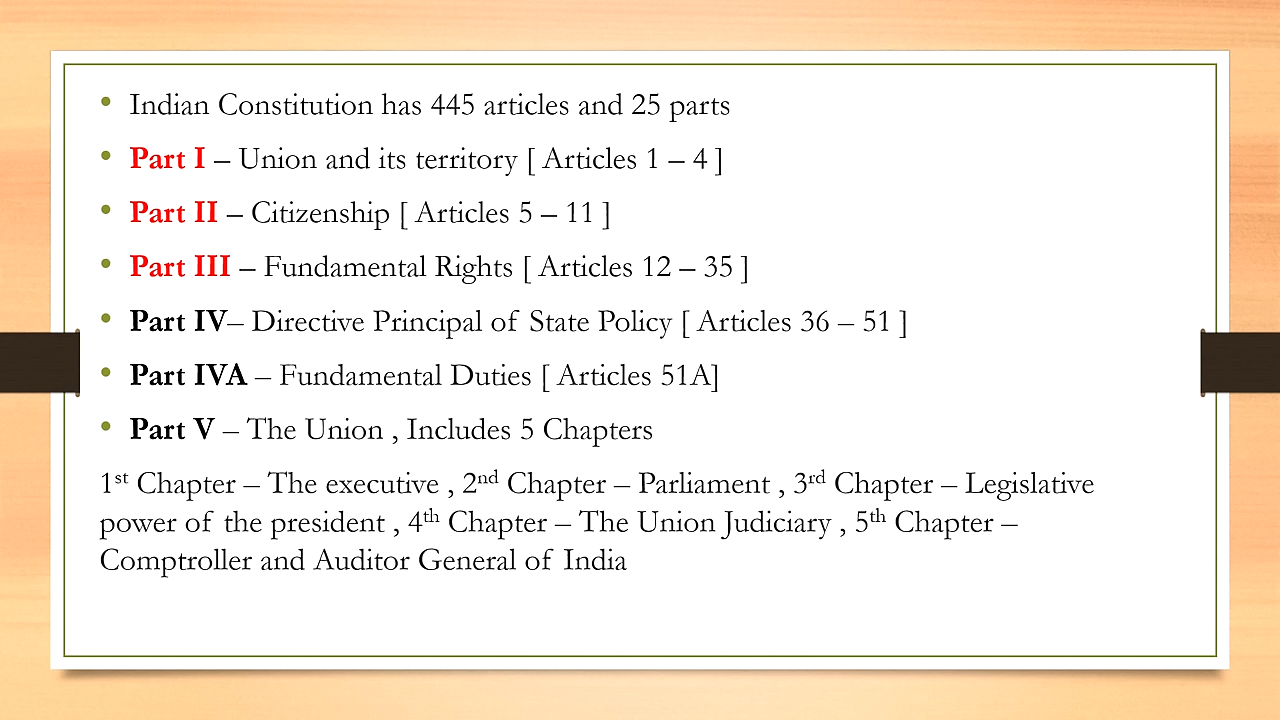 • Indian Constitution has 445 articles and 25 parts
• Part I – Union and its territory [ Articles 1 – 4 ]
• Part II – Citizenship [ Articles 5 – 11 ]
• Part III – Fundamental Rights [ Articles 12 – 35 ]
• Part IV– Directive Principal of State Policy [ Articles 36 – 51 ]
• Part IVA – Fundamental Duties [ Articles 51A]
• Part V – The Union , Includes 5 Chapters
1st Chapter – The executive , 2nd Chapter – Parliament , 3rd Chapter – Legislative
power of the president , 4th Chapter – The Union Judiciary , 5th Chapter –
Comptroller and Auditor General of India